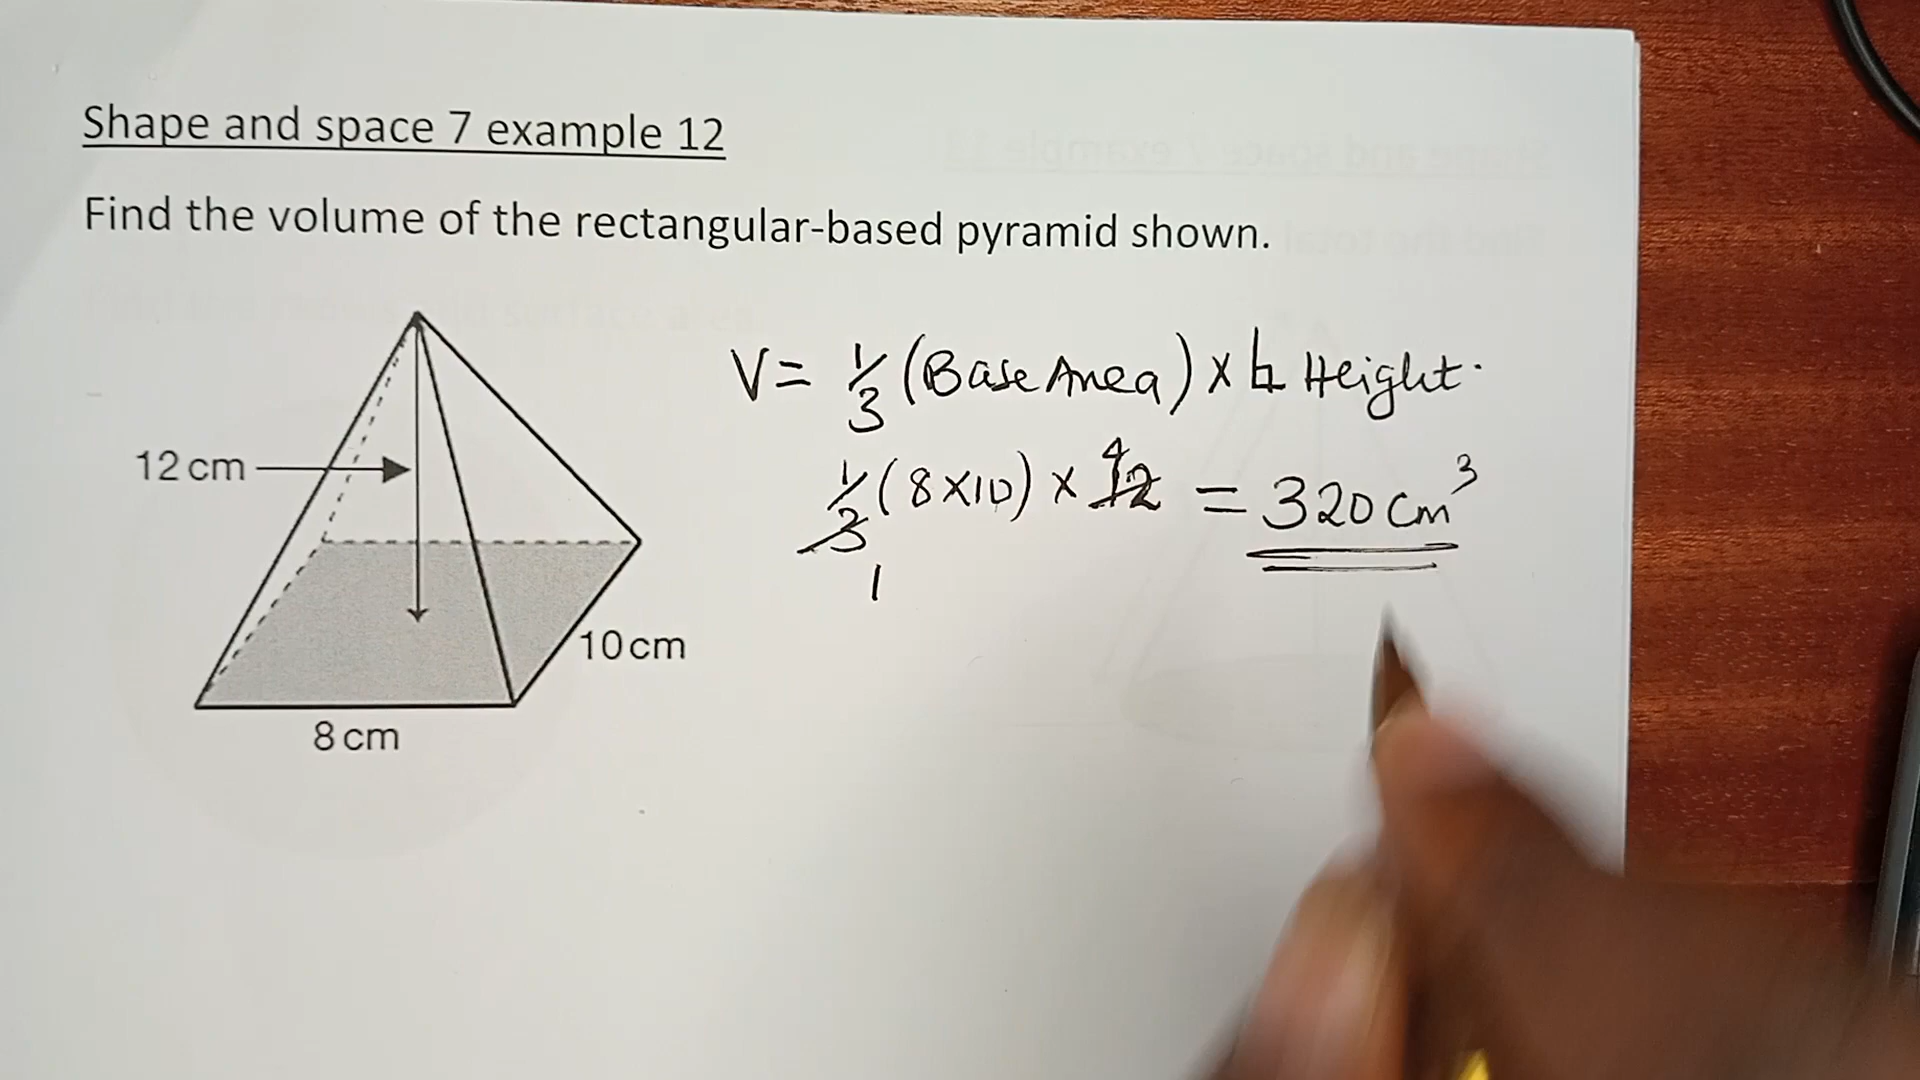 Shape and space 7 example 12
Find the volume of the rectangular-based pyramid shown.
V = 1/3 (Base Area) x Height.
12 cm
1/3 (8 x 10) x 12 4 = 320 cm³
1
10 cm
8 cm